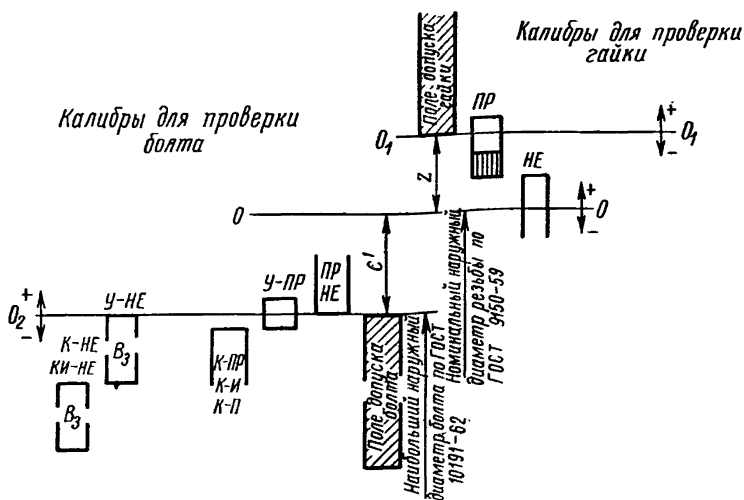 Калибры для проверки
гайки
Калибры для проверки
болта
Поле допуска
гайки
ПР
+
O₁
O₁
−
Z
НЕ
+
O
O
−
C'
У-ПР
ПР
НЕ
+
O₂
−
У-НЕ
В₃
К-НЕ
КИ-НЕ
В₃
К-ПР
К-И
К-П
Поле допуска
болта
Наибольший наружный
диаметр болта по ГОСТ
10191-62
Номинальный наружный
диаметр резьбы по
ГОСТ 9150-59